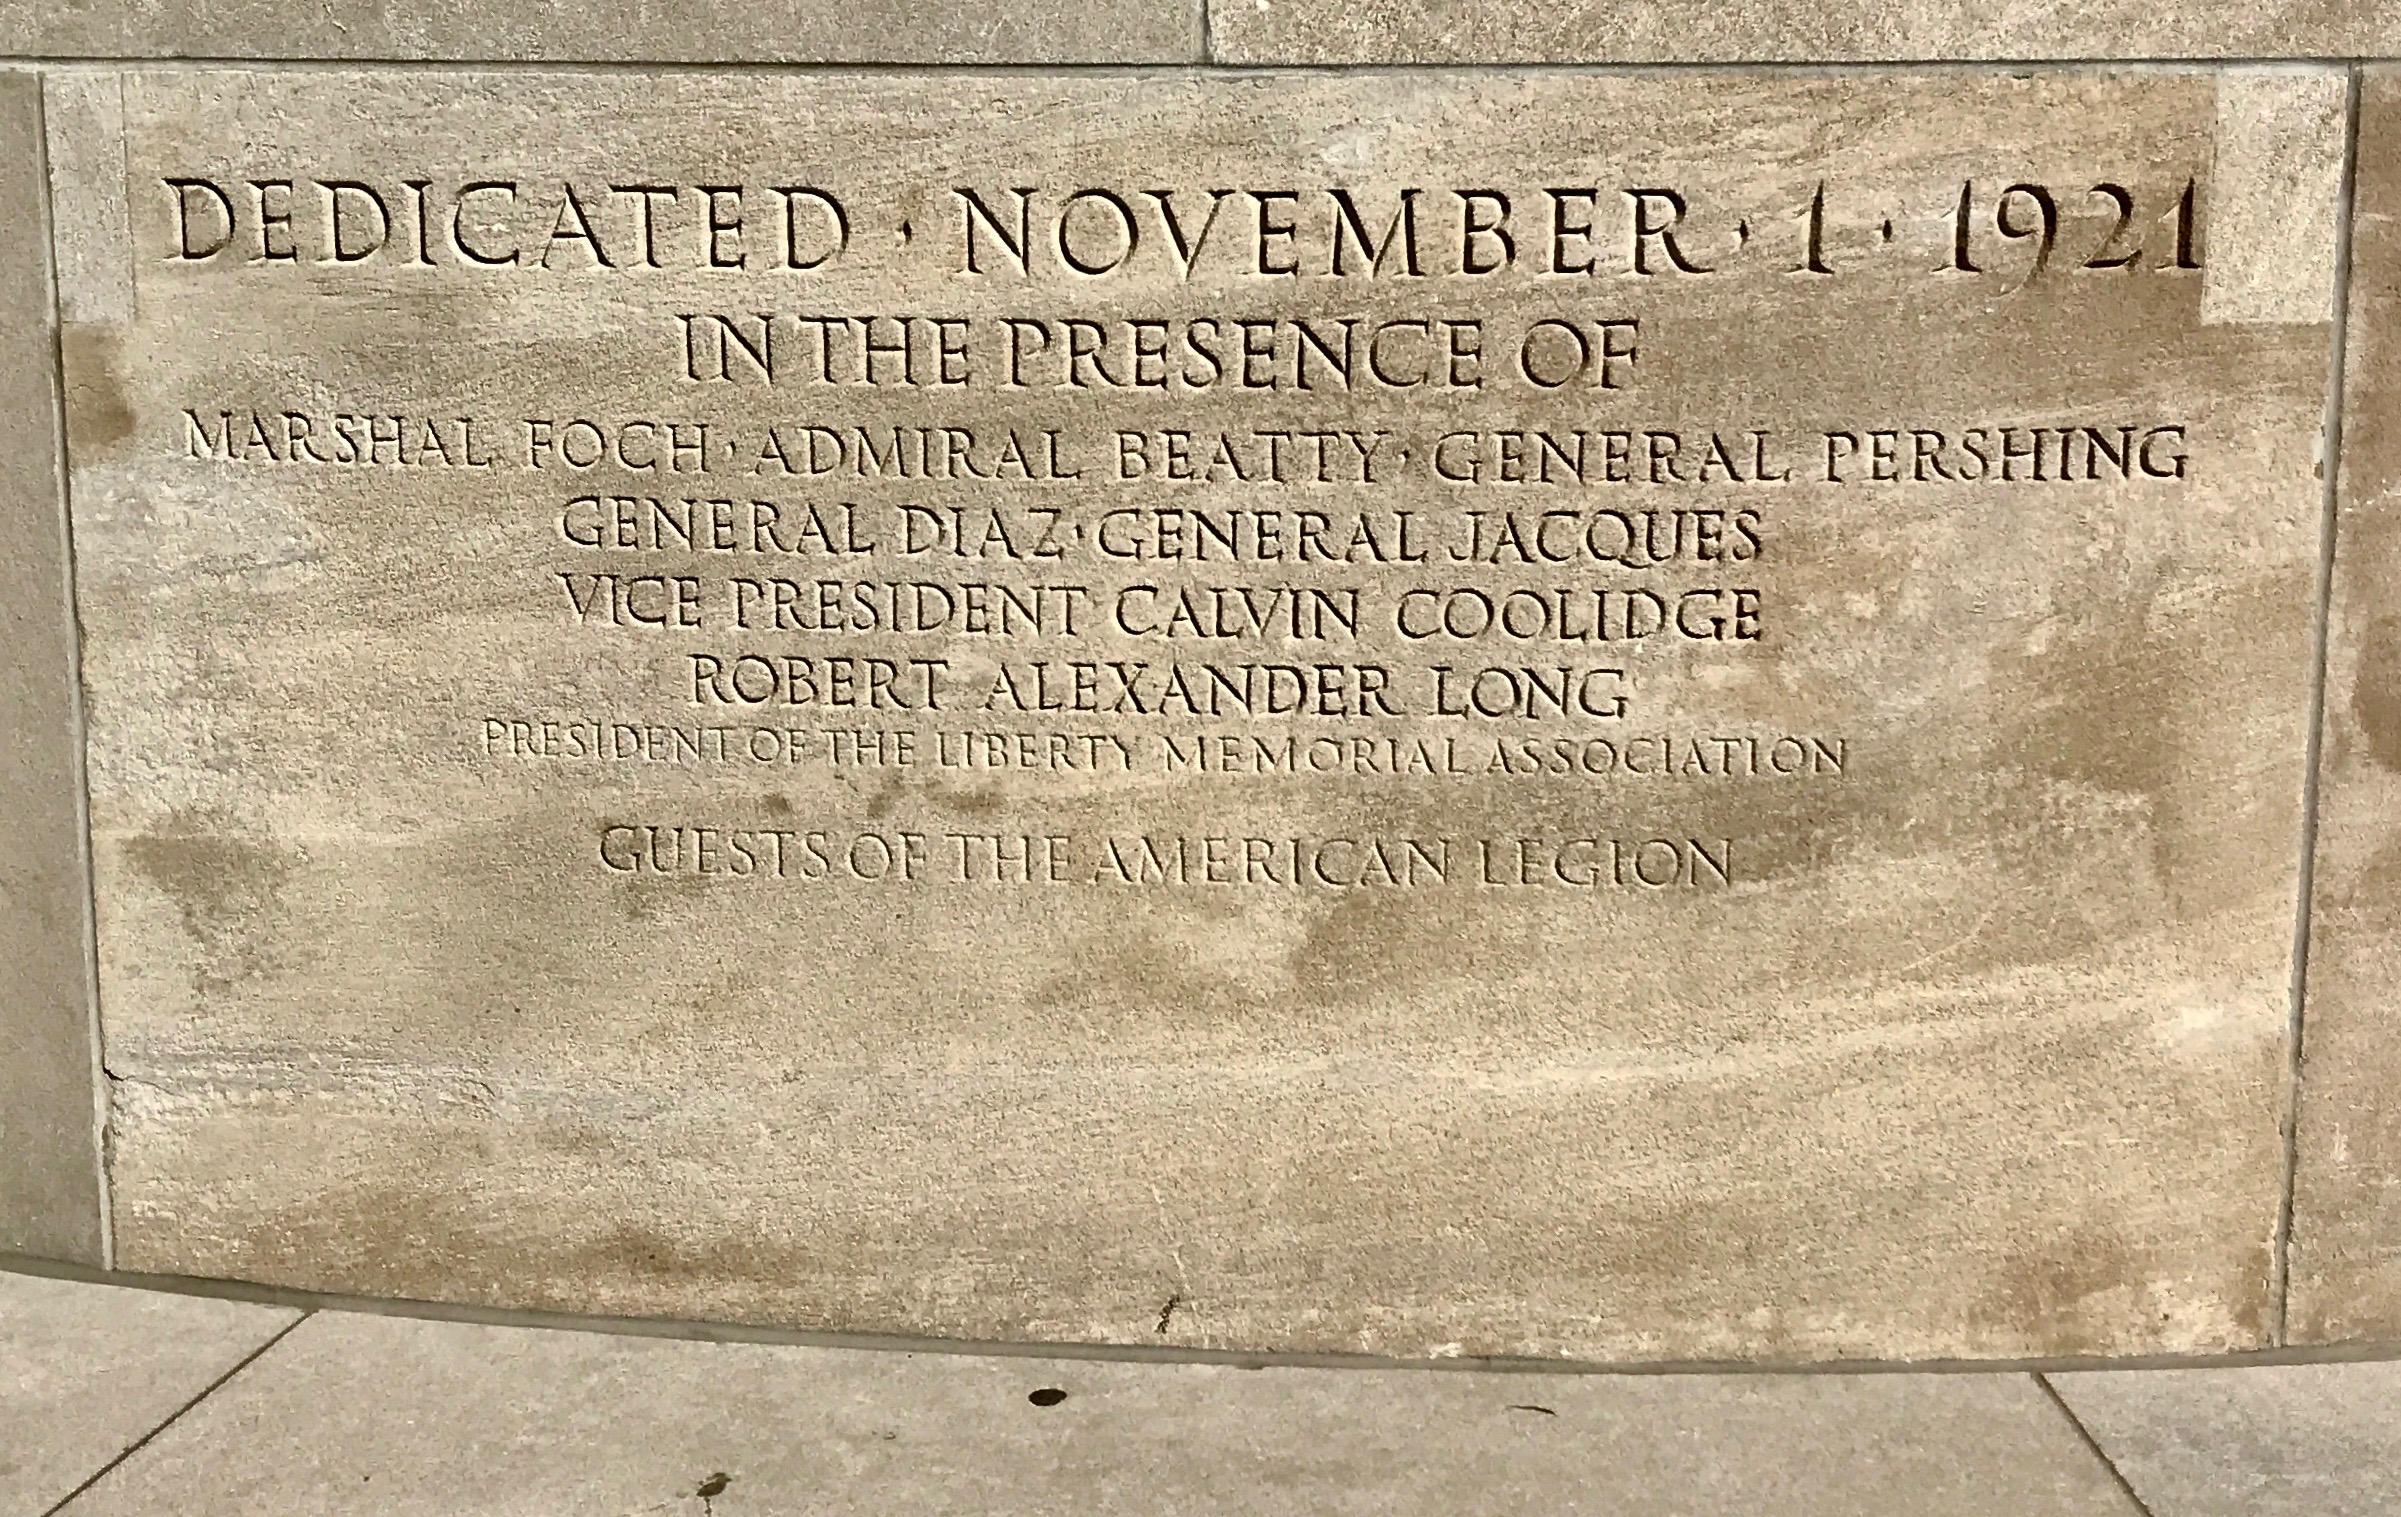 DEDICATED · NOVEMBER · 1 · 1921
IN THE PRESENCE OF
MARSHAL FOCH · ADMIRAL BEATTY · GENERAL PERSHING
GENERAL DIAZ · GENERAL JACQUES
VICE PRESIDENT CALVIN COOLIDGE
ROBERT ALEXANDER LONG
PRESIDENT OF THE LIBERTY MEMORIAL ASSOCIATION
GUESTS OF THE AMERICAN LEGION